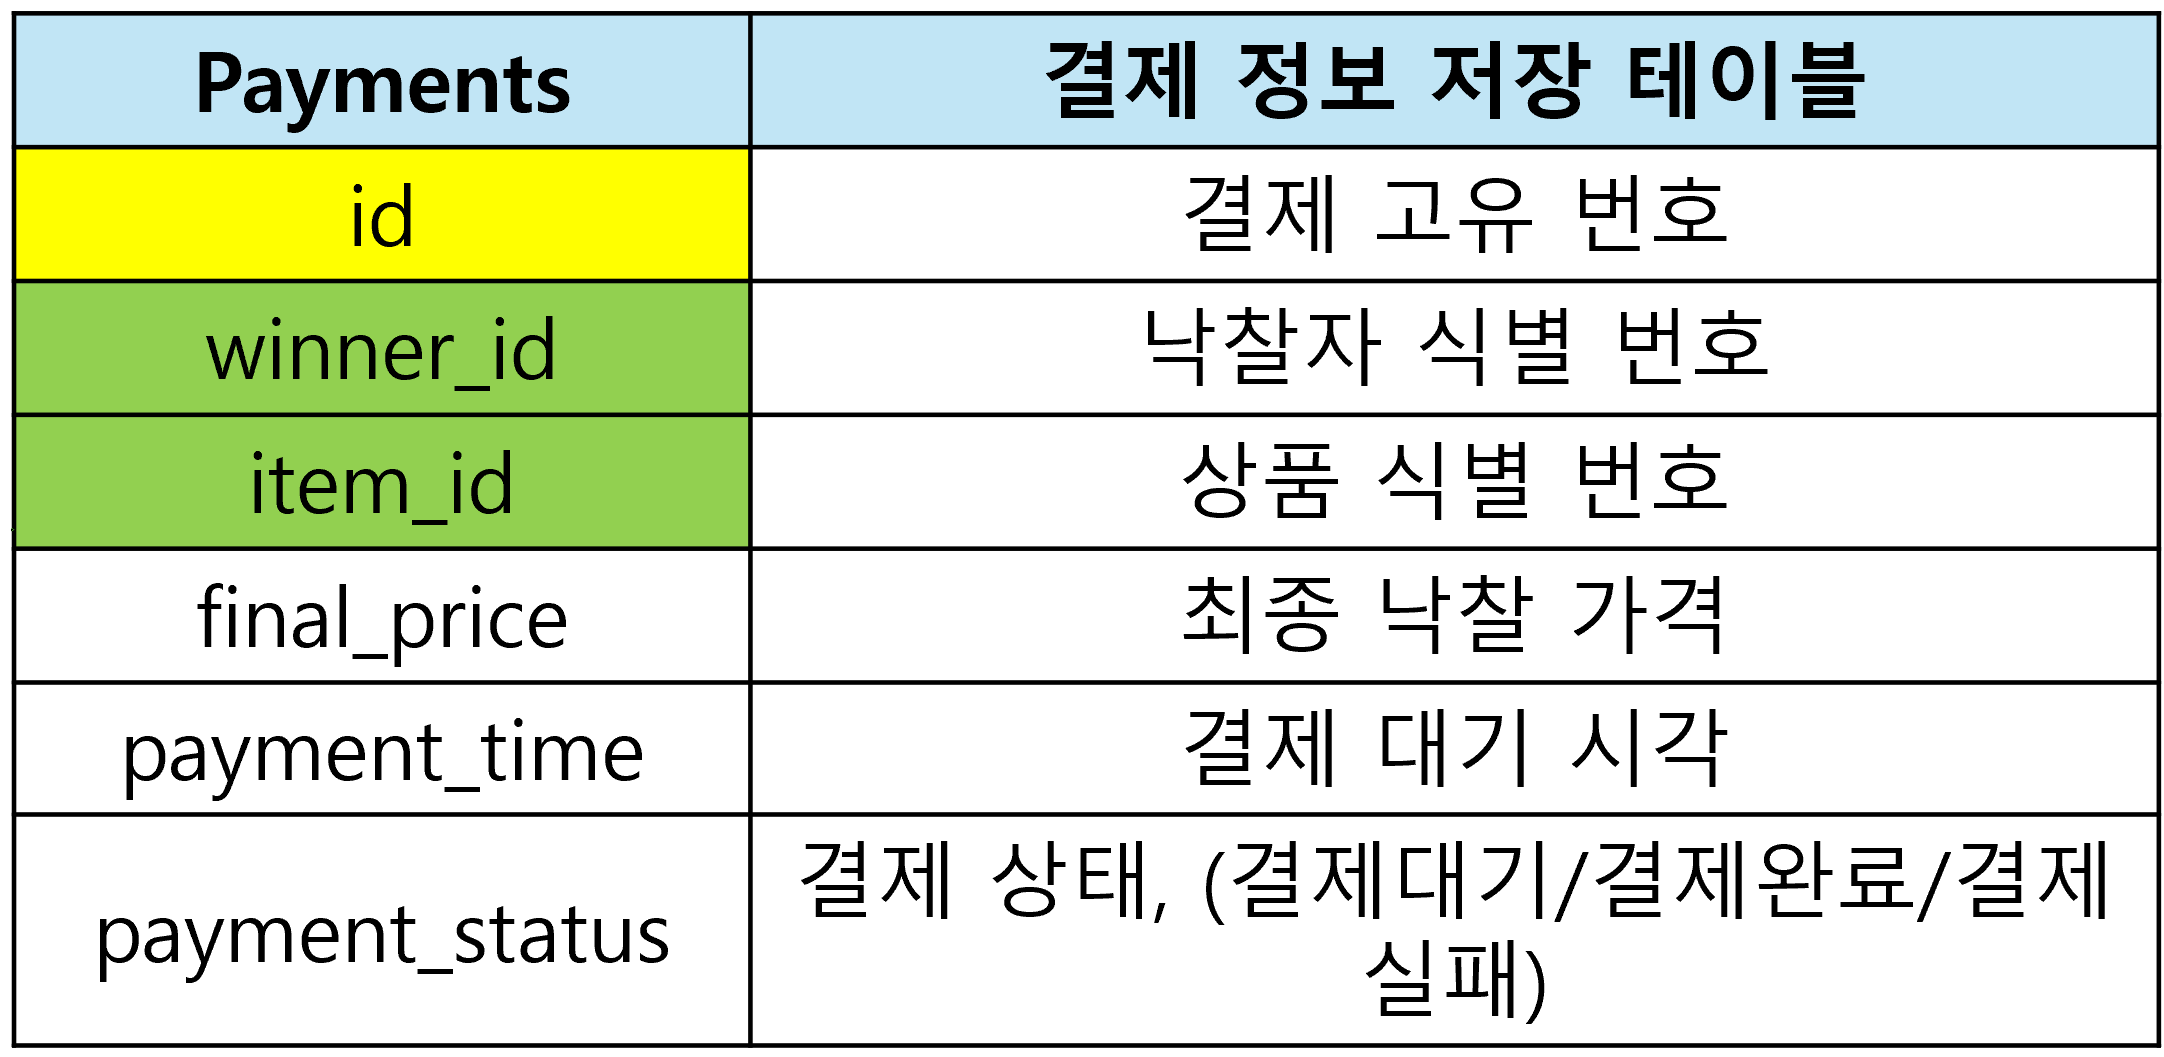 Payments 결제 정보 저장 테이블
id 결제 고유 번호
winner_id 낙찰자 식별 번호
item_id 상품 식별 번호
final_price 최종 낙찰 가격
payment_time 결제 대기 시각
payment_status 결제 상태, (결제대기/결제완료/결제
실패)